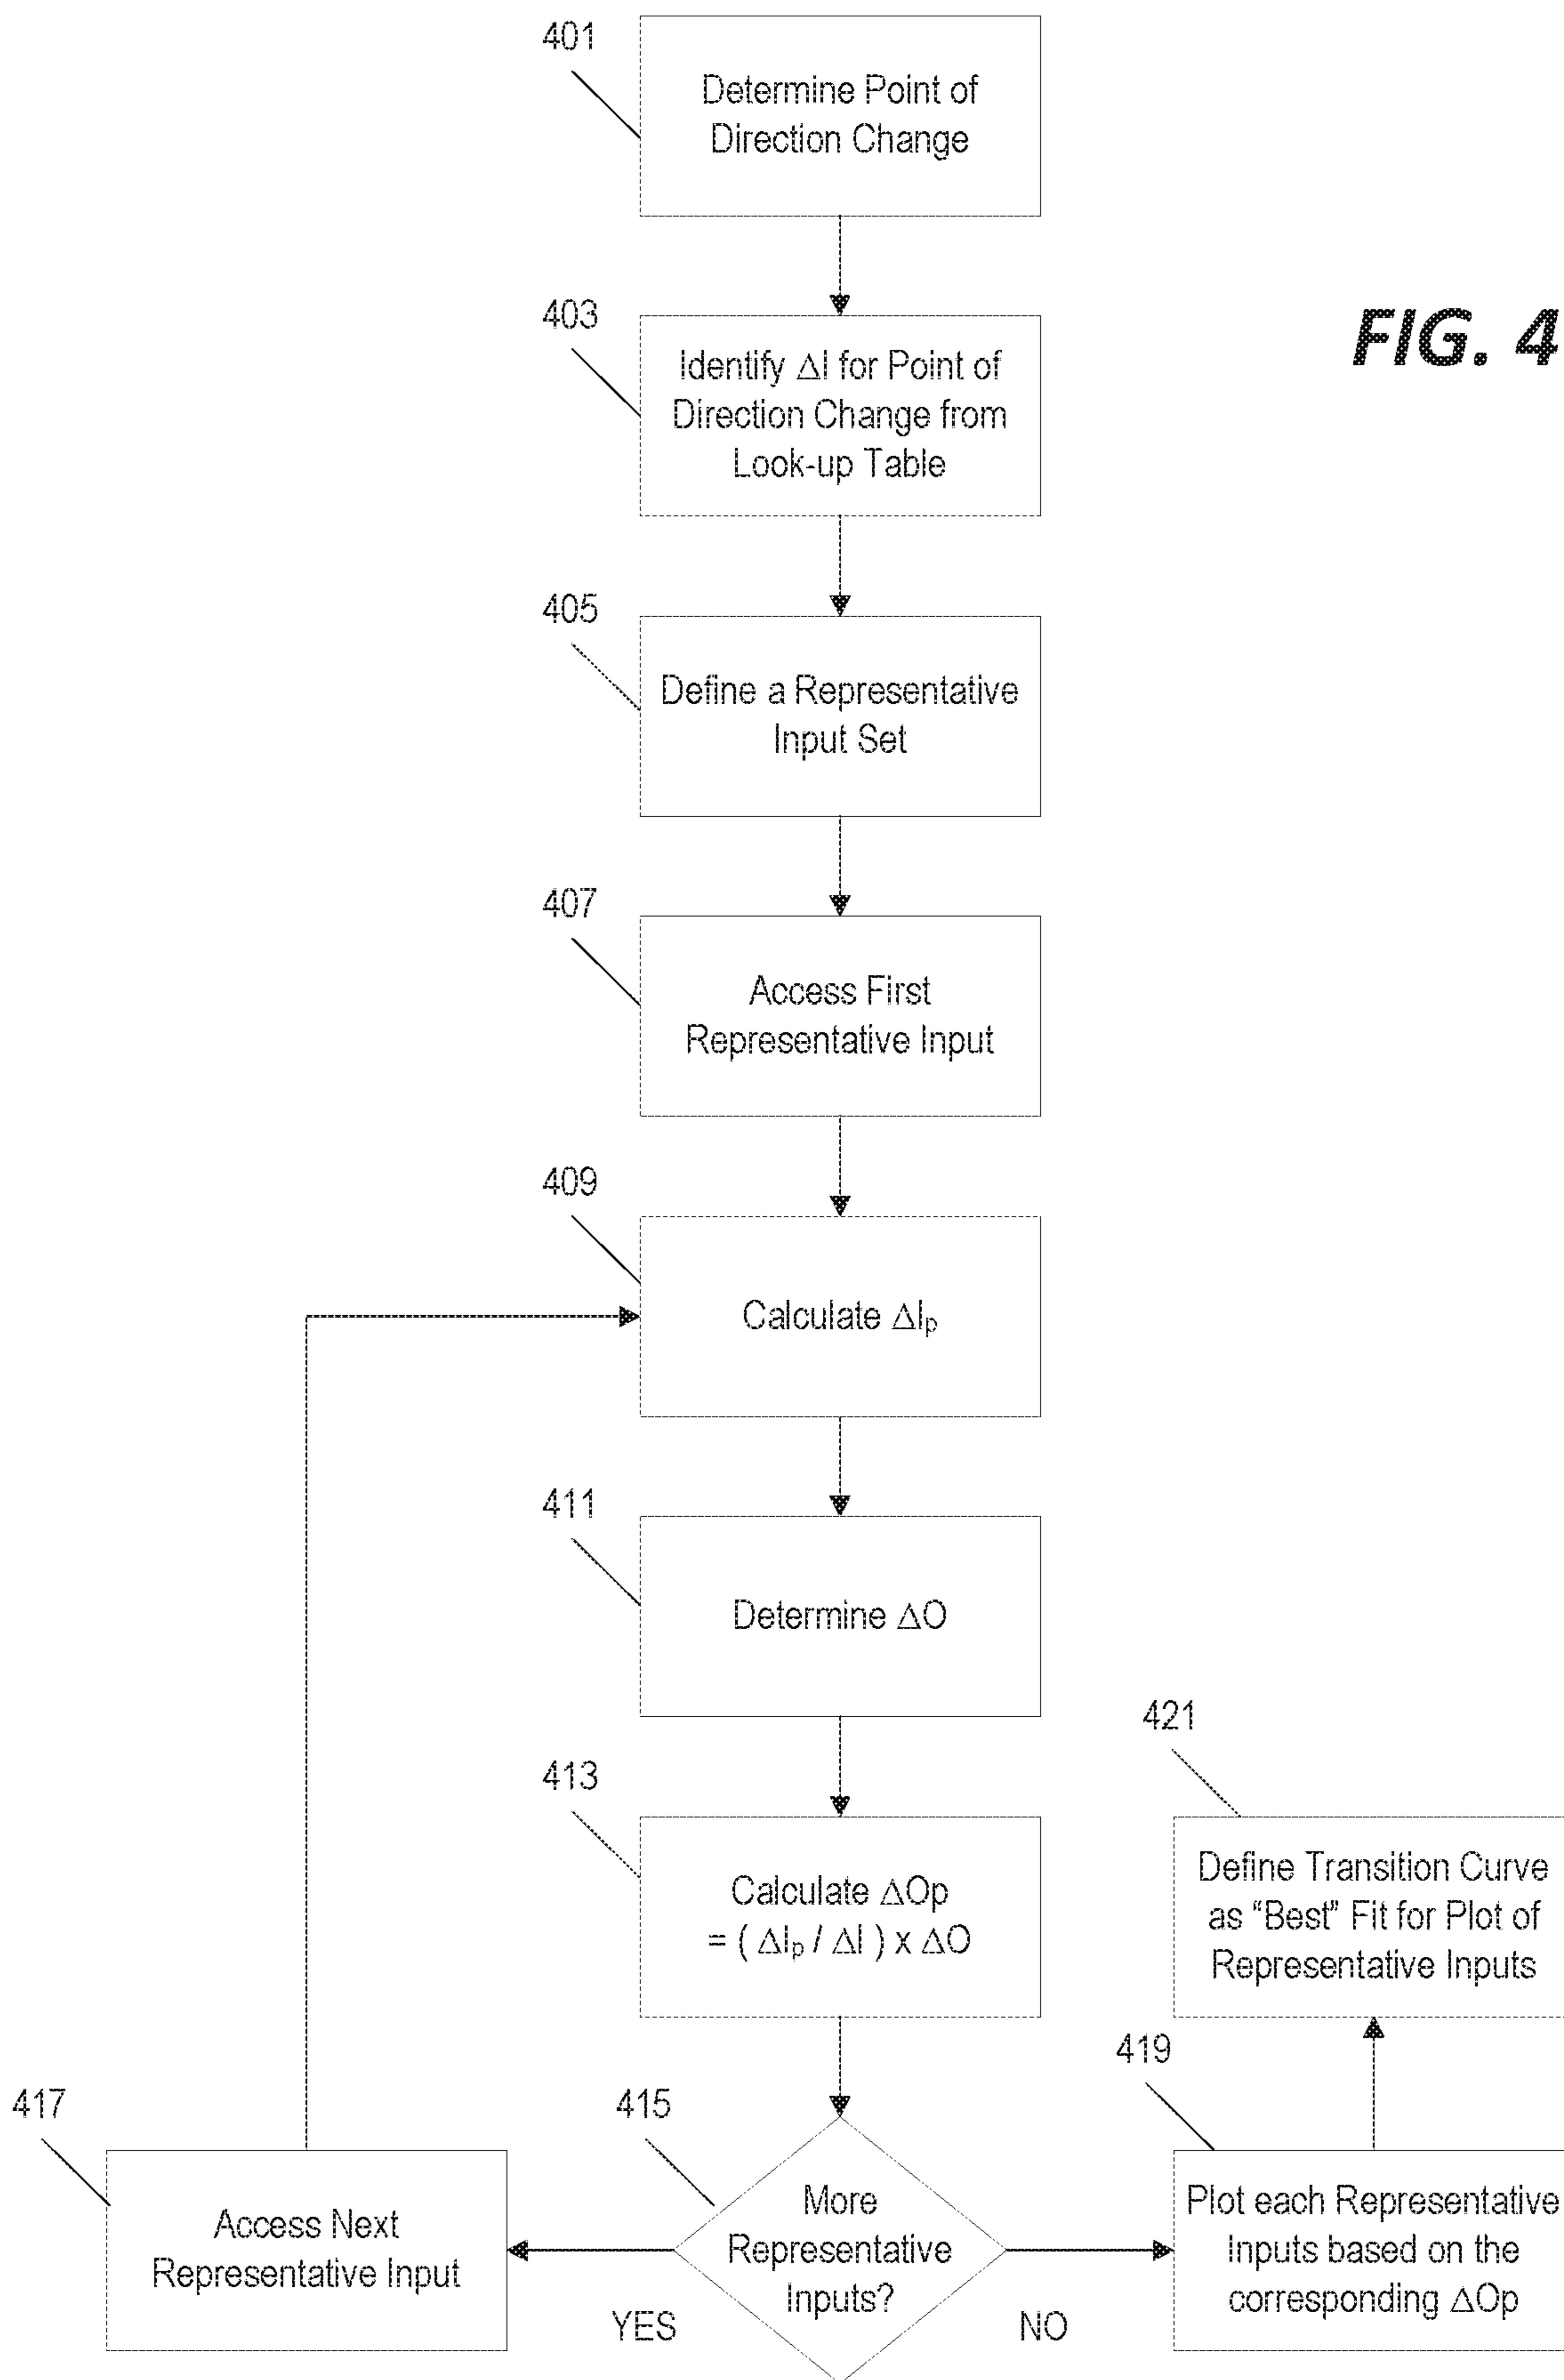 401
Determine Point of
Direction Change
FIG. 4
403
Identify ΔI for Point of
Direction Change from
Look-up Table
405
Define a Representative
Input Set
407
Access First
Representative Input
409
Calculate ΔIp
411
Determine ΔO
413
Calculate ΔOp
= ( ΔIp / ΔI ) x ΔO
415
More
Representative
Inputs?
YES
NO
417
Access Next
Representative Input
419
Plot each Representative
Inputs based on the
corresponding ΔOp
421
Define Transition Curve
as “Best” Fit for Plot of
Representative Inputs